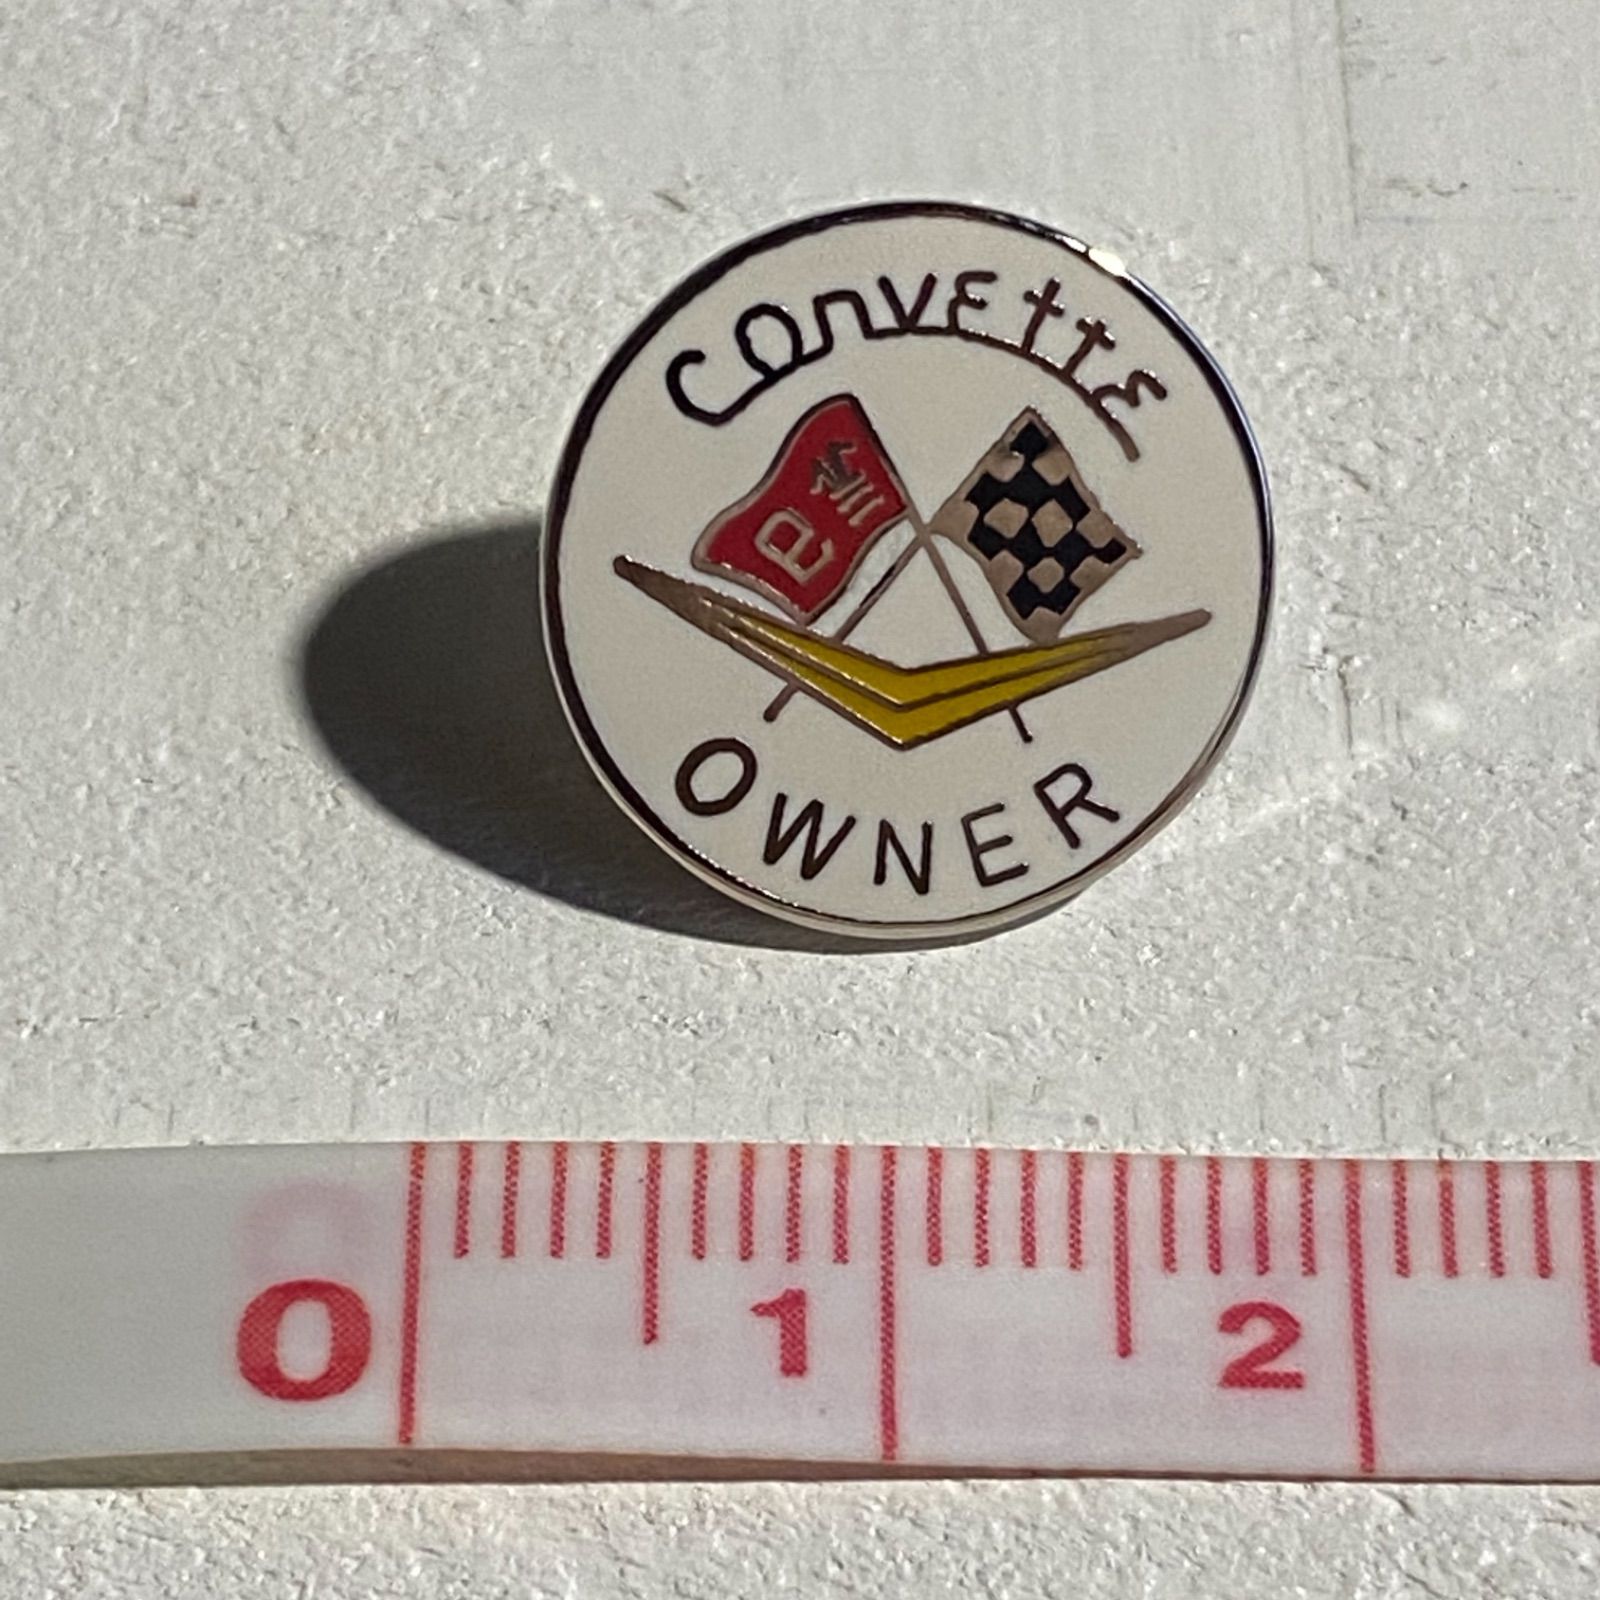 Corvette
OWNER
0 1 2